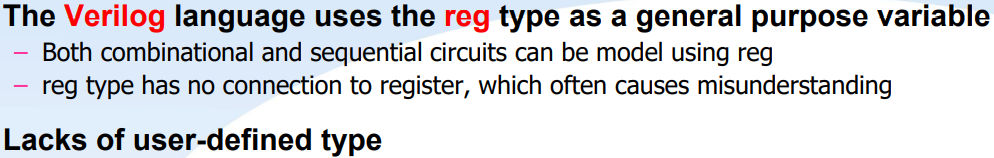 The Verilog language uses the reg type as a general purpose variable
– Both combinational and sequential circuits can be model using reg
– reg type has no connection to register, which often causes misunderstanding
Lacks of user-defined type